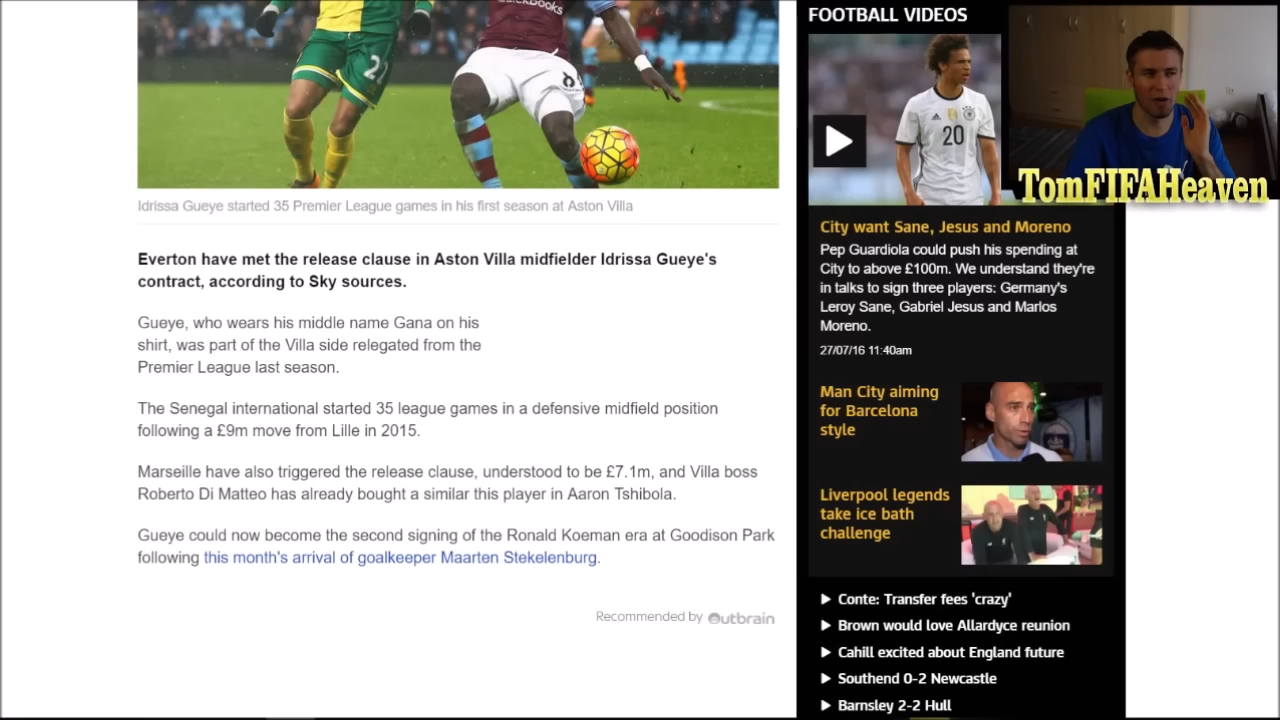 QuickBooks
22
8
Idrissa Gueye started 35 Premier League games in his first season at Aston Villa
Everton have met the release clause in Aston Villa midfielder Idrissa Gueye's
contract, according to Sky sources.
Gueye, who wears his middle name Gana on his
shirt, was part of the Villa side relegated from the
Premier League last season.
The Senegal international started 35 league games in a defensive midfield position
following a £9m move from Lille in 2015.
Marseille have also triggered the release clause, understood to be £7.1m, and Villa boss
Roberto Di Matteo has already bought a similar this player in Aaron Tshibola.
Gueye could now become the second signing of the Ronald Koeman era at Goodison Park
following this month's arrival of goalkeeper Maarten Stekelenburg.
Recommended by Outbrain
FOOTBALL VIDEOS
20
TomFIFAHeaven
City want Sane, Jesus and Moreno
Pep Guardiola could push his spending at
City to above £100m. We understand they're
in talks to sign three players: Germany's
Leroy Sane, Gabriel Jesus and Marlos
Moreno.
27/07/16 11:40am
Man City aiming
for Barcelona
style
Liverpool legends
take ice bath
challenge
Conte: Transfer fees 'crazy'
Brown would love Allardyce reunion
Cahill excited about England future
Southend 0-2 Newcastle
Barnsley 2-2 Hull